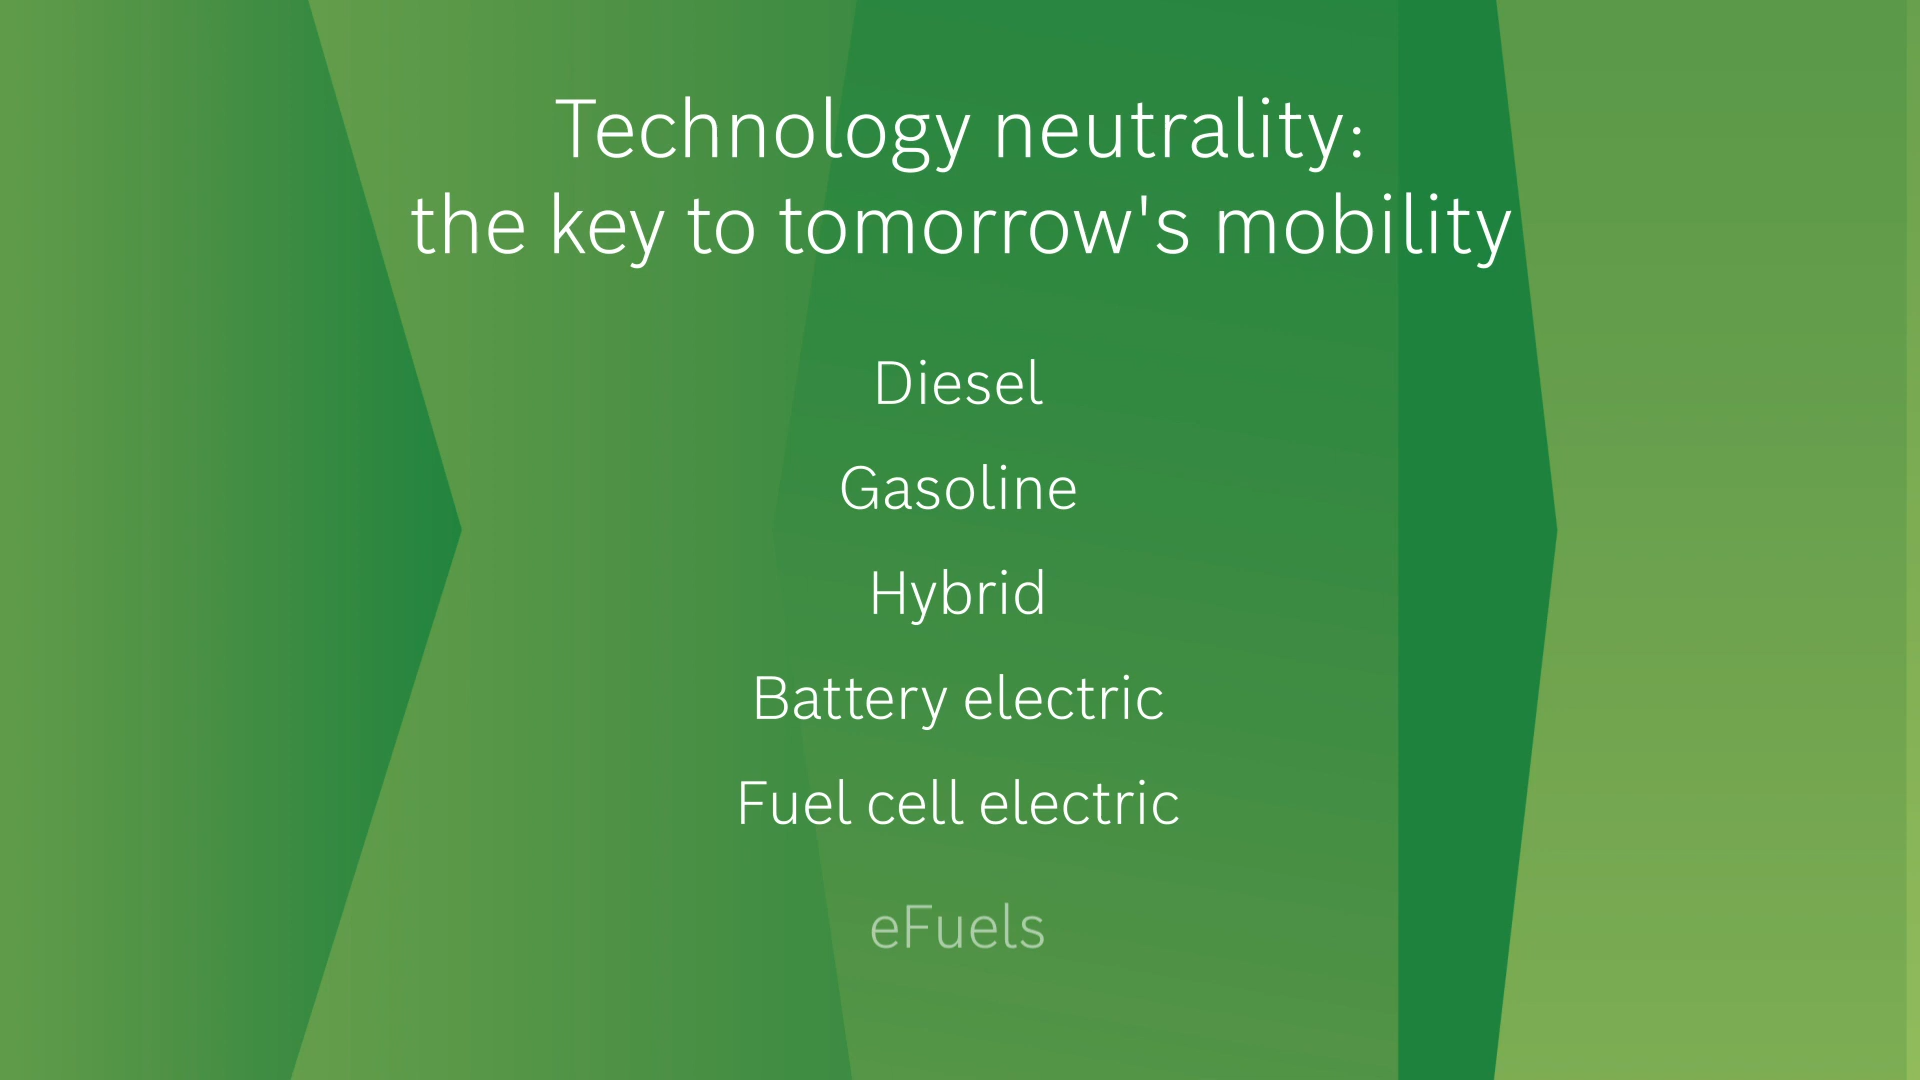 Technology neutrality:
the key to tomorrow's mobility
Diesel
Gasoline
Hybrid
Battery electric
Fuel cell electric
eFuels